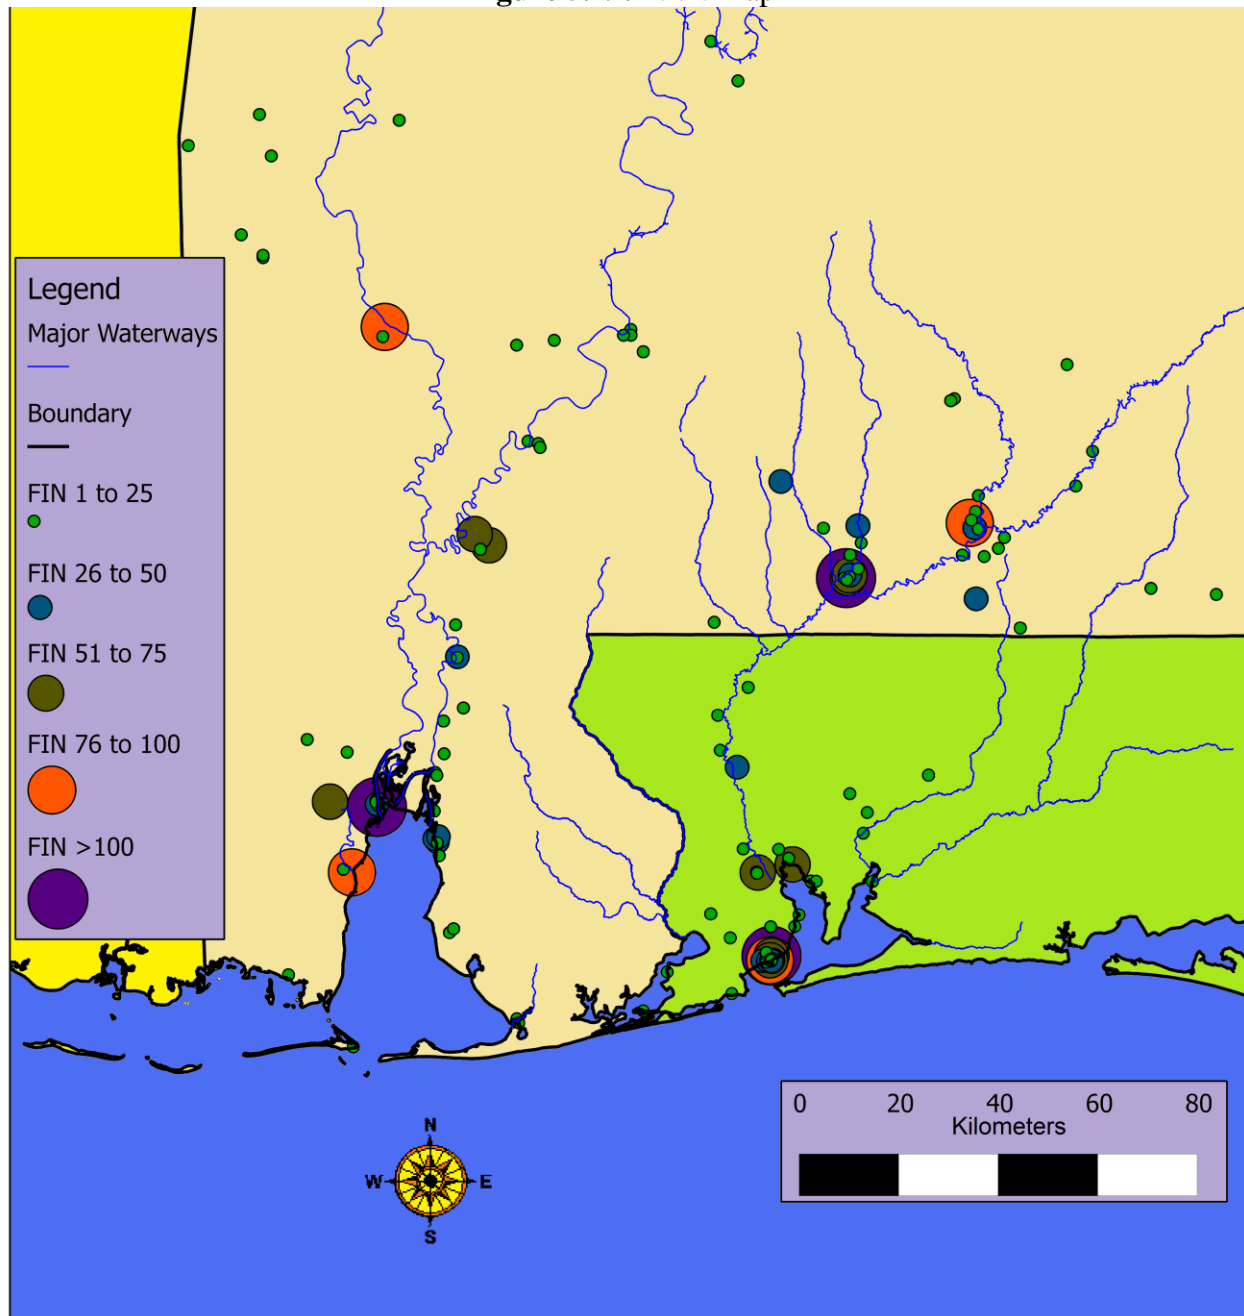 Legend
Major Waterways
Boundary
FIN 1 to 25
FIN 26 to 50
FIN 51 to 75
FIN 76 to 100
FIN >100
0 20 40 60 80
Kilometers
N
W E
S